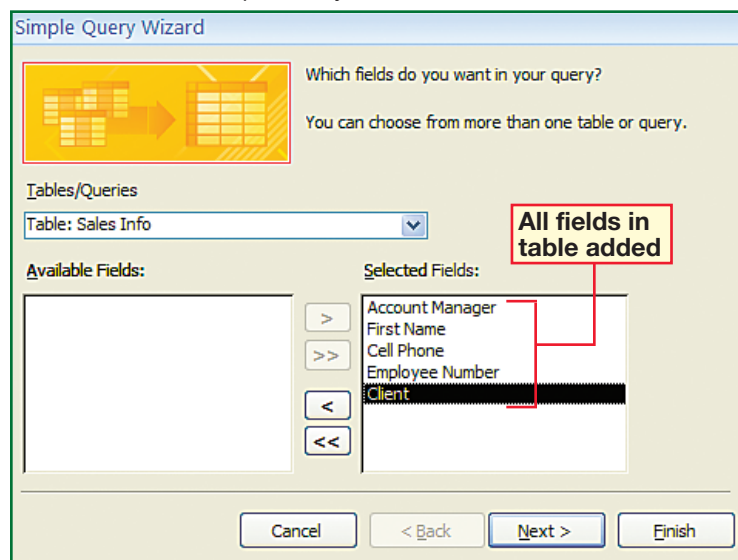 Simple Query Wizard
Which fields do you want in your query?
You can choose from more than one table or query.
Tables/Queries
Table: Sales Info
All fields in
table added
Available Fields:
Selected Fields:
>
>>
<
<<
Account Manager
First Name
Cell Phone
Employee Number
Client
Cancel
< Back
Next >
Finish